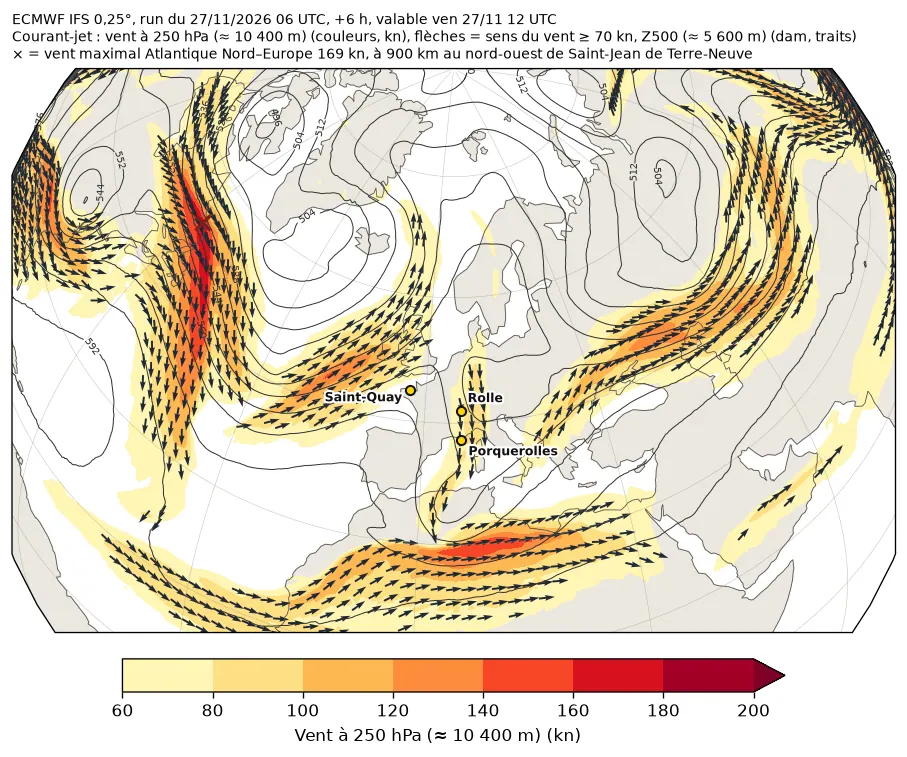 ECMWF IFS 0,25°, run du 27/11/2026 06 UTC, +6 h, valable ven 27/11 12 UTC
Courant-jet : vent à 250 hPa (≈ 10 400 m) (couleurs, kn), flèches = sens du vent ≥ 70 kn, Z500 (≈ 5 600 m) (dam, traits)
× = vent maximal Atlantique Nord–Europe 169 kn, à 900 km au nord-ouest de Saint-Jean de Terre-Neuve
512
504
512
552
544
504
512
504
592
Saint-Quay
Rolle
Porquerolles
60 80 100 120 140 160 180 200
Vent à 250 hPa (≈ 10 400 m) (kn)